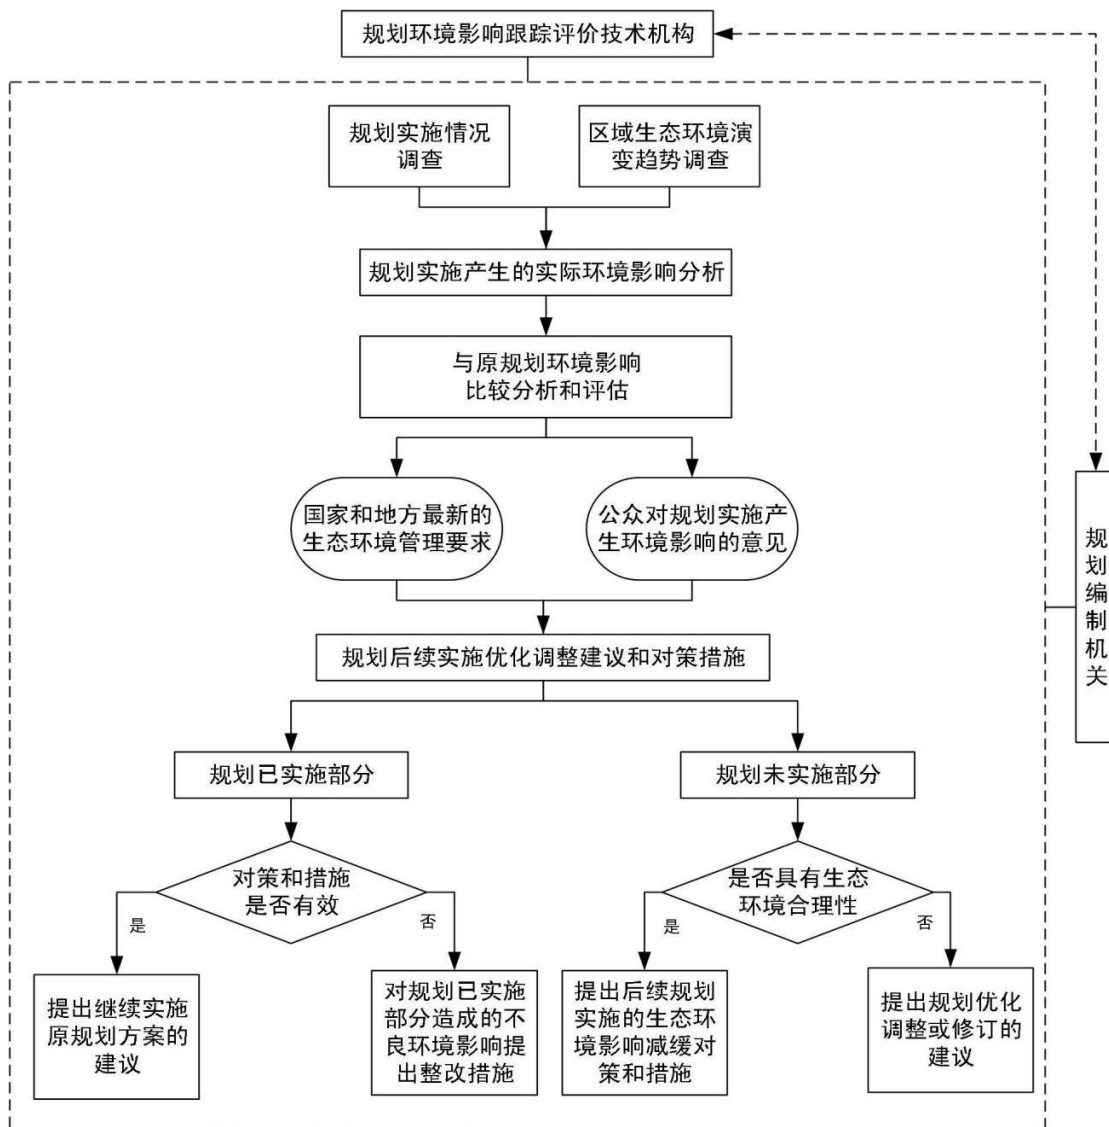 规划环境影响跟踪评价技术机构
规划实施情况
调查
区域生态环境演
变趋势调查
规划实施产生的实际环境影响分析
与原规划环境影响
比较分析和评估
国家和地方最新的
生态环境管理要求
公众对规划实施产
生环境影响的意见
规划编制机关
规划后续实施优化调整建议和对策措施
规划已实施部分
规划未实施部分
对策和措施
是否有效
是否具有生态
环境合理性
是
否
是
否
提出继续实施
原规划方案的
建议
对规划已实施
部分造成的不
良环境影响提
出整改措施
提出后续规划
实施的生态环
境影响减缓对
策和措施
提出规划优化
调整或修订的
建议